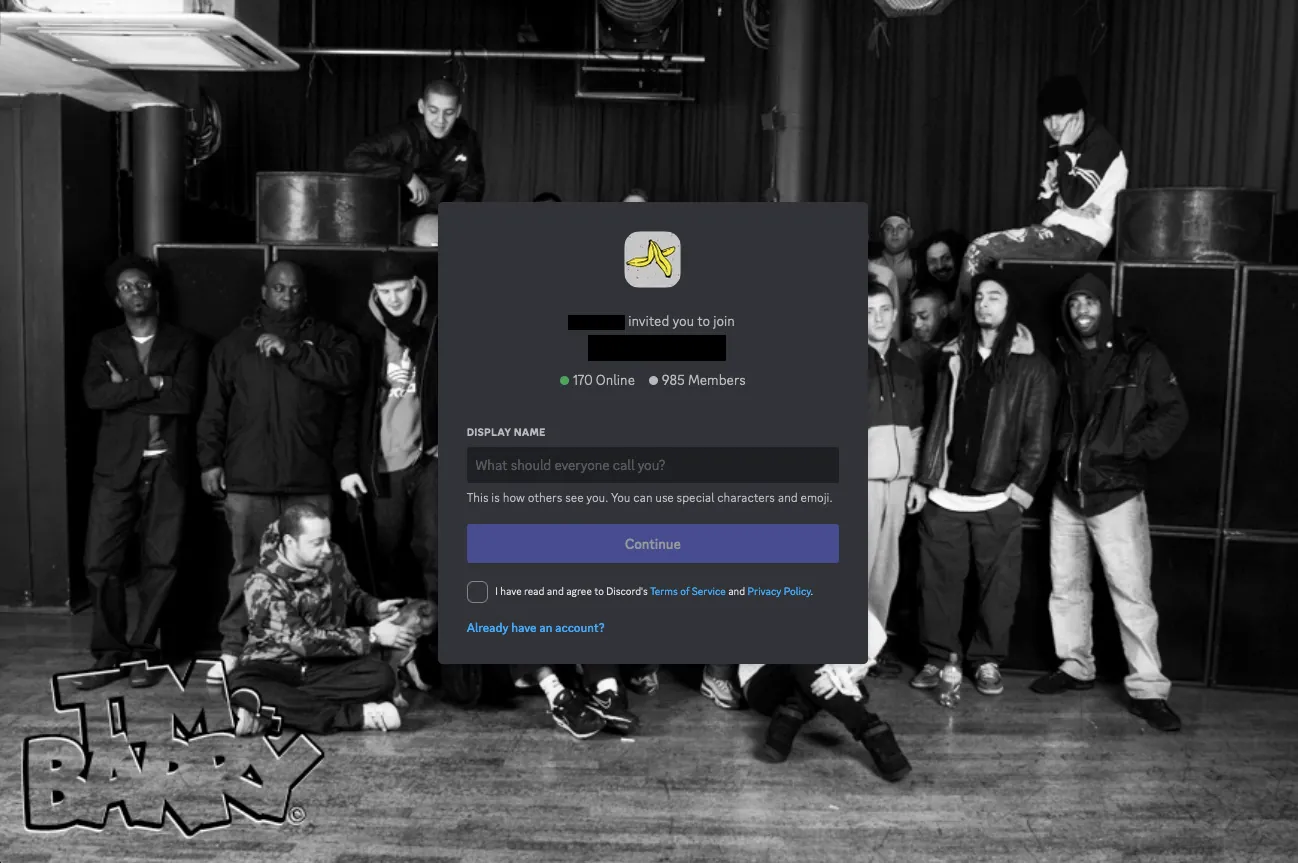 invited you to join
170 Online 985 Members
DISPLAY NAME
What should everyone call you?
This is how others see you. You can use special characters and emoji.
Continue
I have read and agree to Discord's Terms of Service and Privacy Policy.
Already have an account?
TIM &
BARRY ©